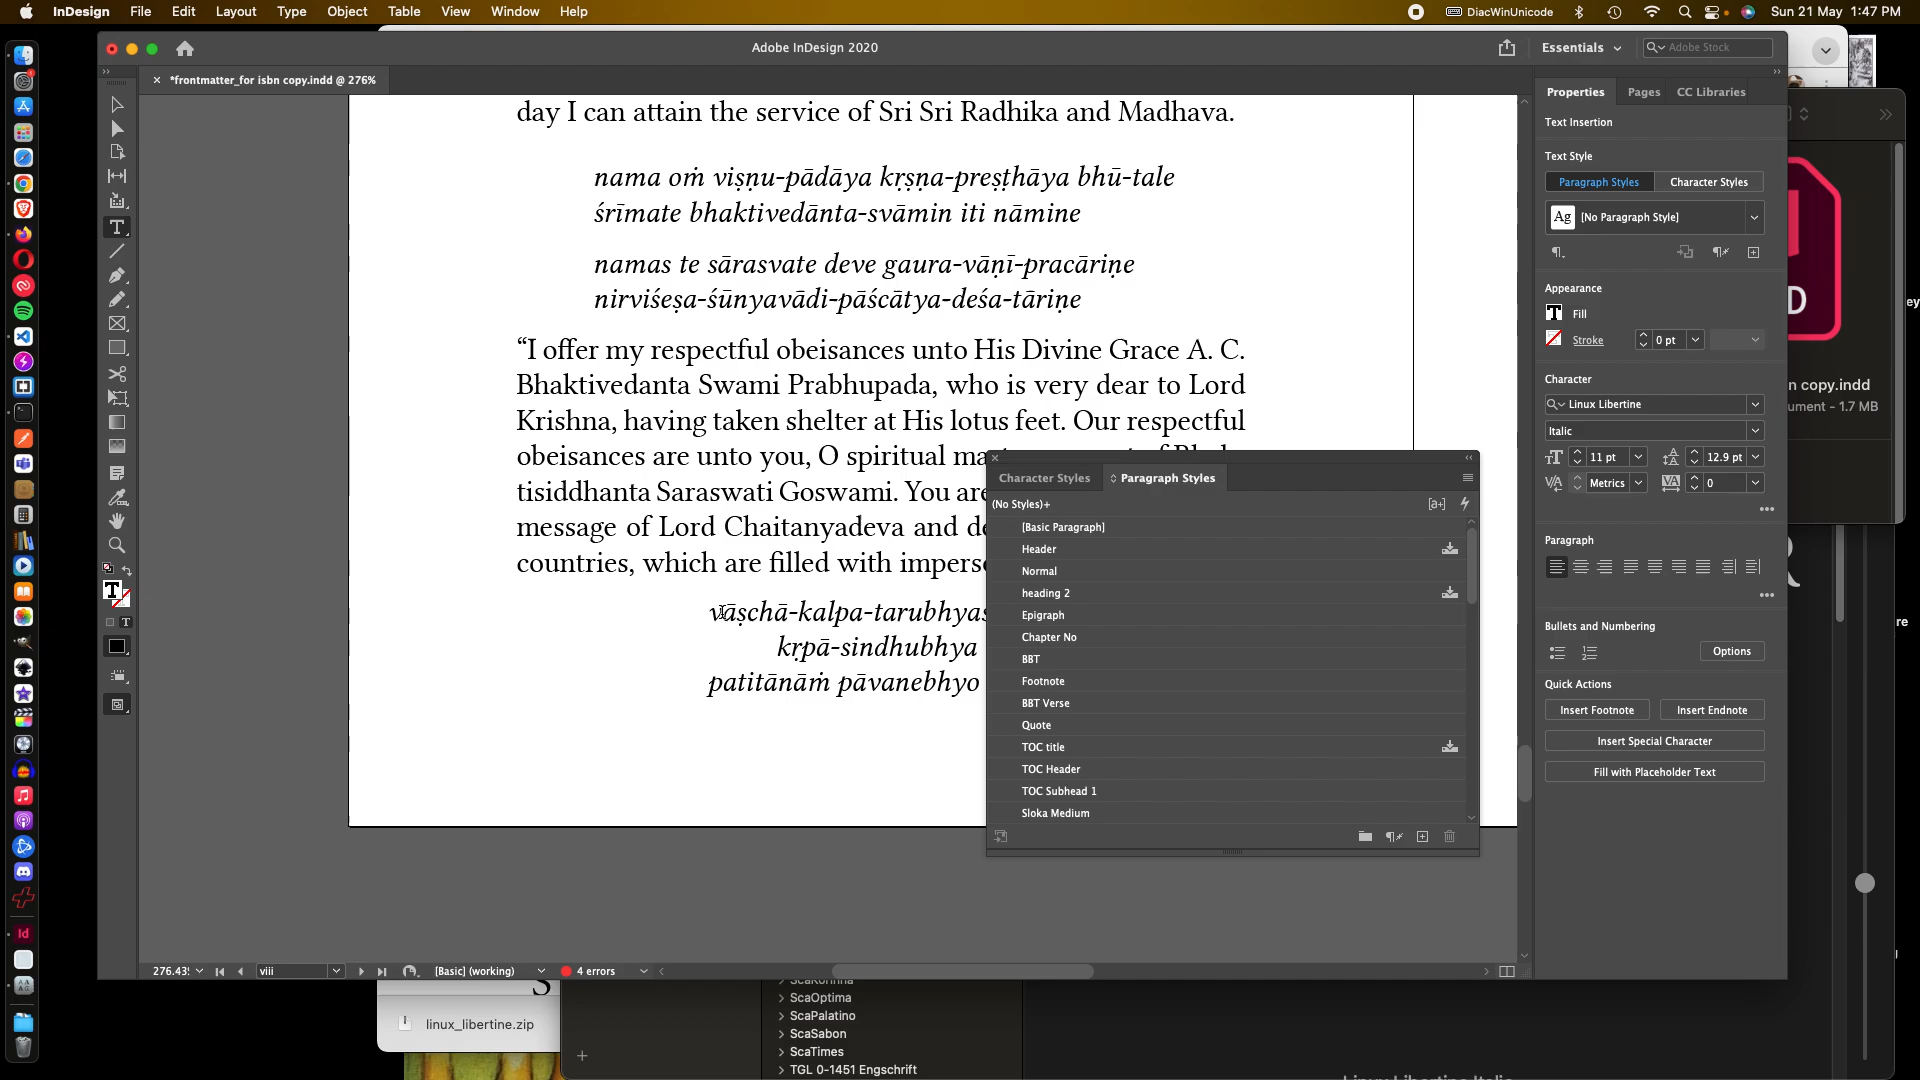 InDesign File Edit Layout Type Object Table View Window Help
DiacWinUnicode Sun 21 May 1:47 PM
Adobe InDesign 2020
Essentials
Adobe Stock
*frontmatter_for isbn copy.indd @ 276%
day I can attain the service of Sri Sri Radhika and Madhava.
nama oṁ viṣṇu-pādāya kṛṣṇa-preṣṭhāya bhū-tale
śrīmate bhaktivedānta-svāmin iti nāmine
namas te sārasvate deve gaura-vāṇī-pracāriṇe
nirviśeṣa-śūnyavādi-pāścātya-deśa-tāriṇe
“I offer my respectful obeisances unto His Divine Grace A. C.
Bhaktivedanta Swami Prabhupada, who is very dear to Lord
Krishna, having taken shelter at His lotus feet. Our respectful
obeisances are unto you, O spiritual
tisiddhanta Saraswati Goswami. You are
message of Lord Chaitanyadeva and
countries, which are filled with
vāṣchā-kalpa-tarubhyas
kṛpā-sindhubhya
patitānāṁ pāvanebhyo
Character Styles Paragraph Styles
(No Styles)+
[a+]
[Basic Paragraph]
Header
Normal
heading 2
Epigraph
Chapter No
BBT
Footnote
BBT Verse
Quote
TOC title
TOC Header
TOC Subhead 1
Sloka Medium
Properties Pages CC Libraries
Text Insertion
Text Style
Paragraph Styles Character Styles
Ag [No Paragraph Style]
Appearance
Fill
Stroke 0 pt
Character
Linux Libertine
Italic
11 pt 12.9 pt
Metrics 0
Paragraph
Bullets and Numbering
Options
Quick Actions
Insert Footnote Insert Endnote
Insert Special Character
Fill with Placeholder Text
viii [Basic] (working) 4 errors
n copy.indd
ument - 1.7 MB
D
ey
re
linux_libertine.zip
ScaOptima
ScaPalatino
ScaSabon
ScaTimes
TGL 0-1451 Engschrift